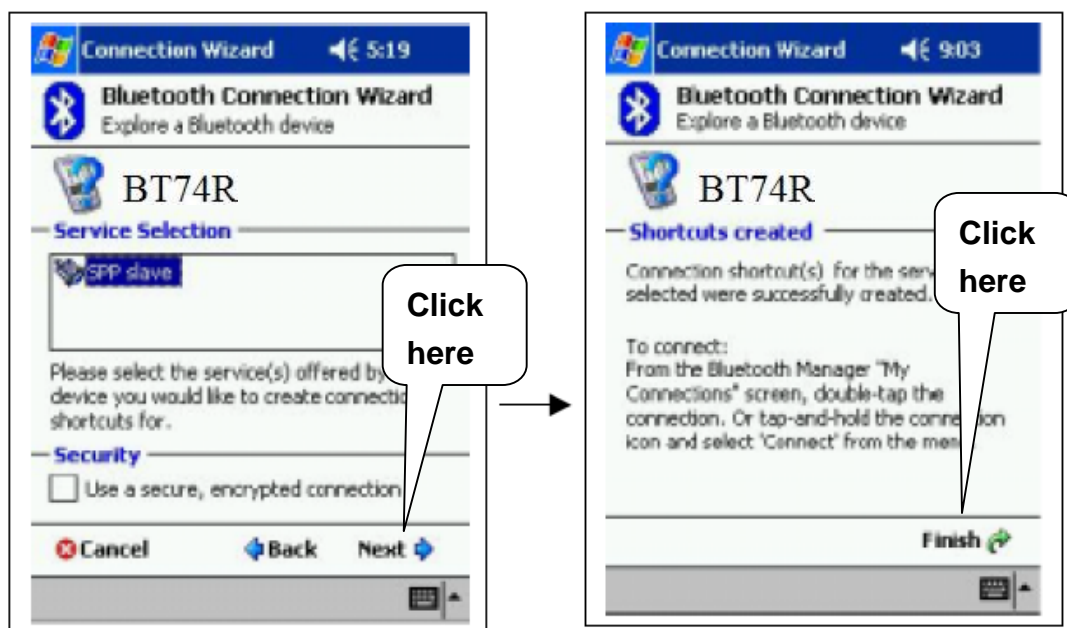 Connection Wizard 5:19
Bluetooth Connection Wizard
Explore a Bluetooth device
BT74R
Service Selection
SPP slave
Click
here
Please select the service(s) offered by
device you would like to create connectio
shortcuts for.
Security
Use a secure, encrypted connection
Cancel Back Next
Connection Wizard 9:03
Bluetooth Connection Wizard
Explore a Bluetooth device
BT74R
Shortcuts created
Click
here
Connection shortcut(s) for the serv
selected were successfully created.
To connect:
From the Bluetooth Manager "My
Connections" screen, double-tap the
connection. Or tap-and-hold the connection
icon and select 'Connect' from the men
Finish